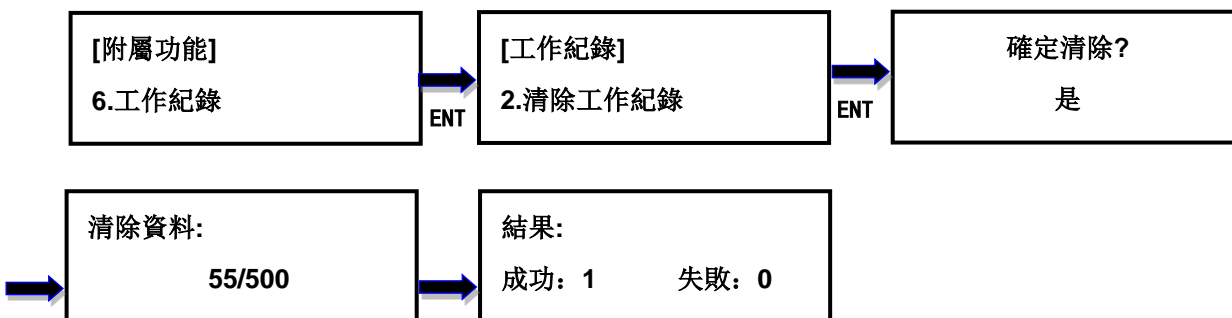 [附屬功能]
6.工作紀錄
ENT
[工作紀錄]
2.清除工作紀錄
ENT
確定清除?
是
清除資料:
55/500
結果:
成功：1 失敗：0